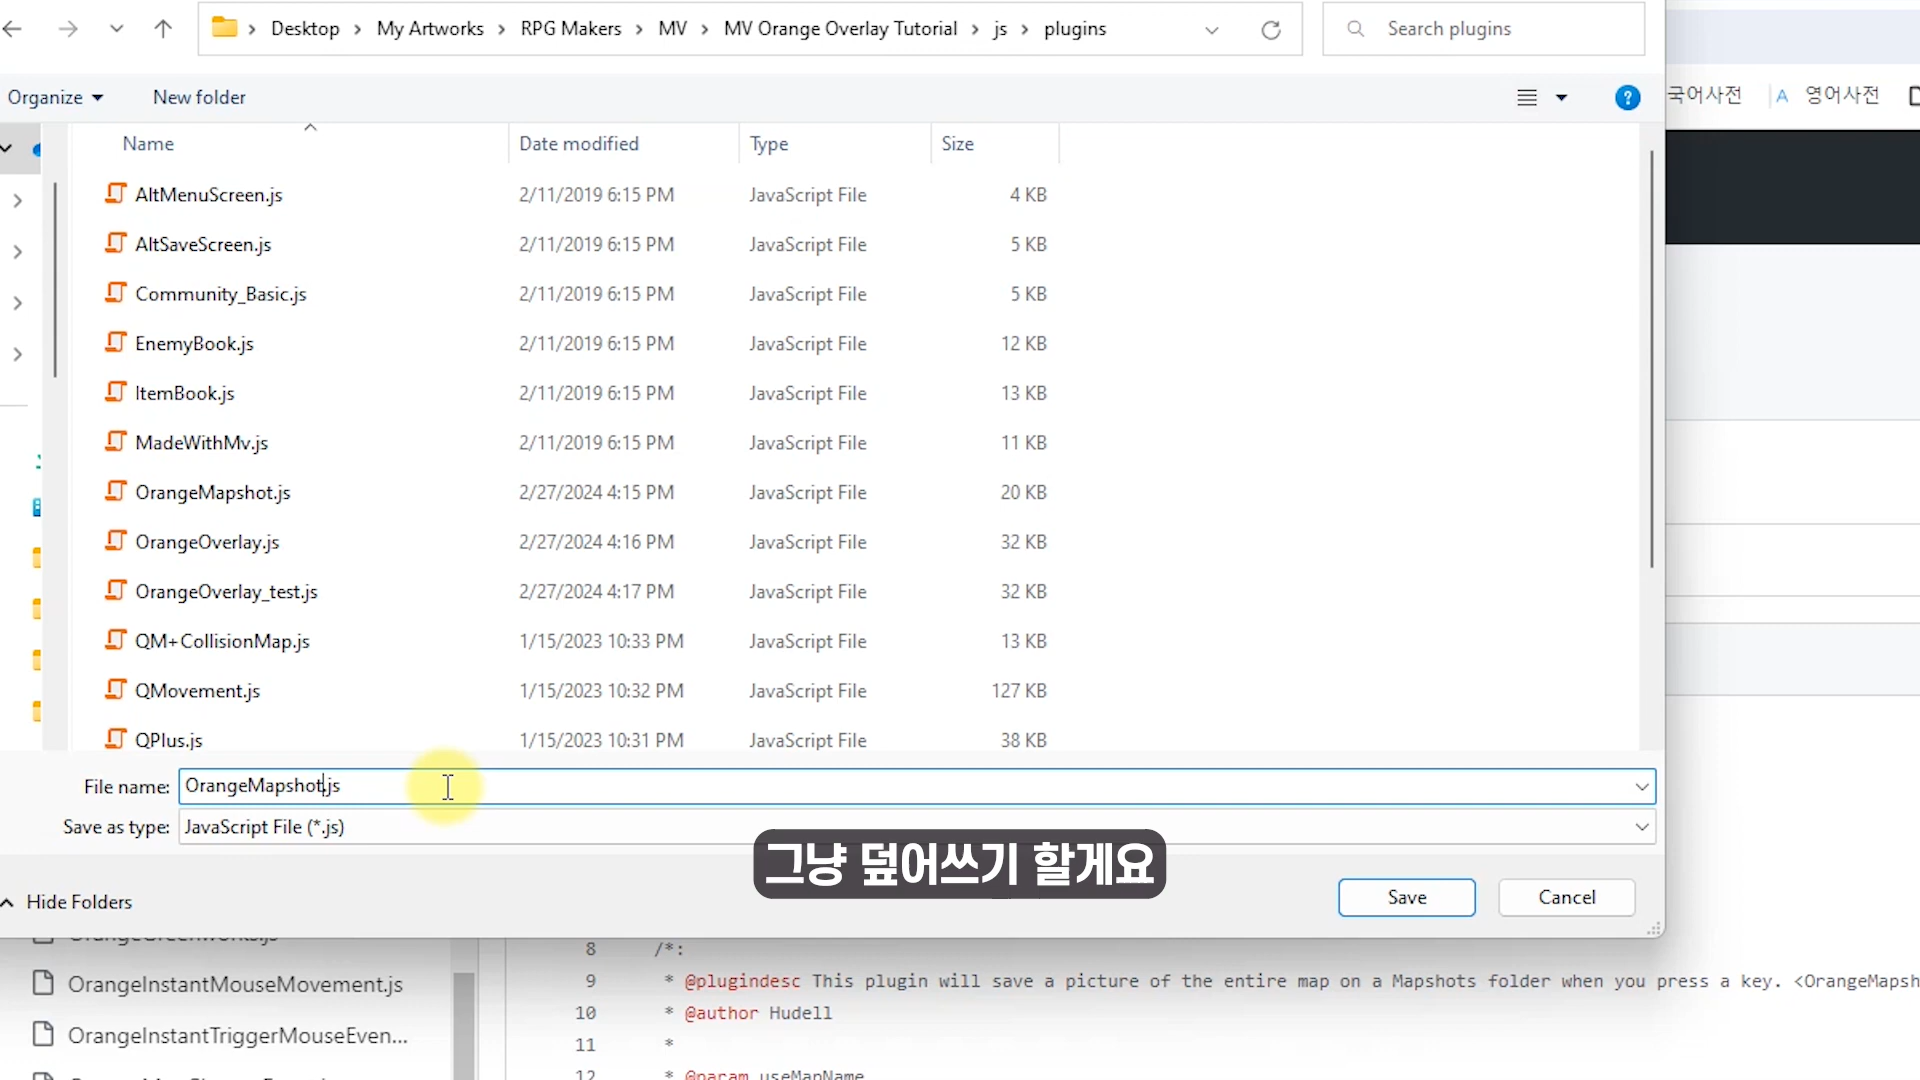 Desktop > My Artworks > RPG Makers > MV > MV Orange Overlay Tutorial > js > plugins
Search plugins
Organize
New folder
국어사전
A 영어사전
Name Date modified Type Size
AltMenuScreen.js 2/11/2019 6:15 PM JavaScript File 4 KB
AltSaveScreen.js 2/11/2019 6:15 PM JavaScript File 5 KB
Community_Basic.js 2/11/2019 6:15 PM JavaScript File 5 KB
EnemyBook.js 2/11/2019 6:15 PM JavaScript File 12 KB
ItemBook.js 2/11/2019 6:15 PM JavaScript File 13 KB
MadeWithMv.js 2/11/2019 6:15 PM JavaScript File 11 KB
OrangeMapshot.js 2/27/2024 4:15 PM JavaScript File 20 KB
OrangeOverlay.js 2/27/2024 4:16 PM JavaScript File 32 KB
OrangeOverlay_test.js 2/27/2024 4:17 PM JavaScript File 32 KB
QM+CollisionMap.js 1/15/2023 10:33 PM JavaScript File 13 KB
QMovement.js 1/15/2023 10:32 PM JavaScript File 127 KB
QPlus.js 1/15/2023 10:31 PM JavaScript File 38 KB
File name: OrangeMapshot.js
Save as type: JavaScript File (*.js)
그냥 덮어쓰기 할게요
Hide Folders
Save
Cancel
OrangeInstantMouseMovement.js
OrangeInstantTriggerMouseEven...
8 /*:
9 * @plugindesc This plugin will save a picture of the entire map on a Mapshots folder when you press a key. <OrangeMapsh
10 * @author Hudell
11 *
12 * @param useMapName